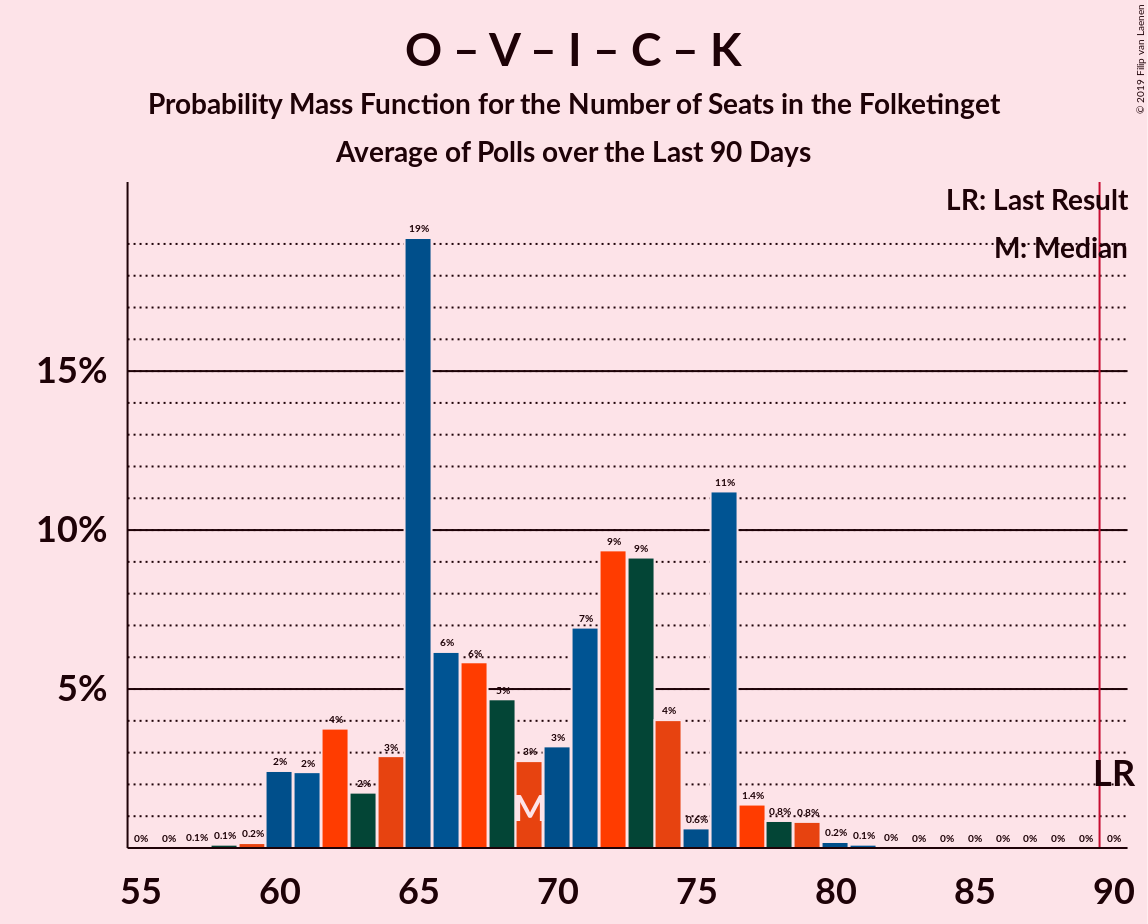 O – V – I – C – K
Probability Mass Function for the Number of Seats in the Folketinget
Average of Polls over the Last 90 Days
© 2019 Filip van Laenen
LR: Last Result
M: Median
15%
10%
5%
0% 0% 0.1% 0.1% 0.2% 2% 2% 4% 2% 3% 19% 6% 6% 5% 3% 3% 7% 9% 9% 4% 0.6% 11% 1.4% 0.8% 0.8% 0.2% 0.1% 0% 0% 0% 0% 0% 0% 0% 0% 0%
M
LR
55 60 65 70 75 80 85 90